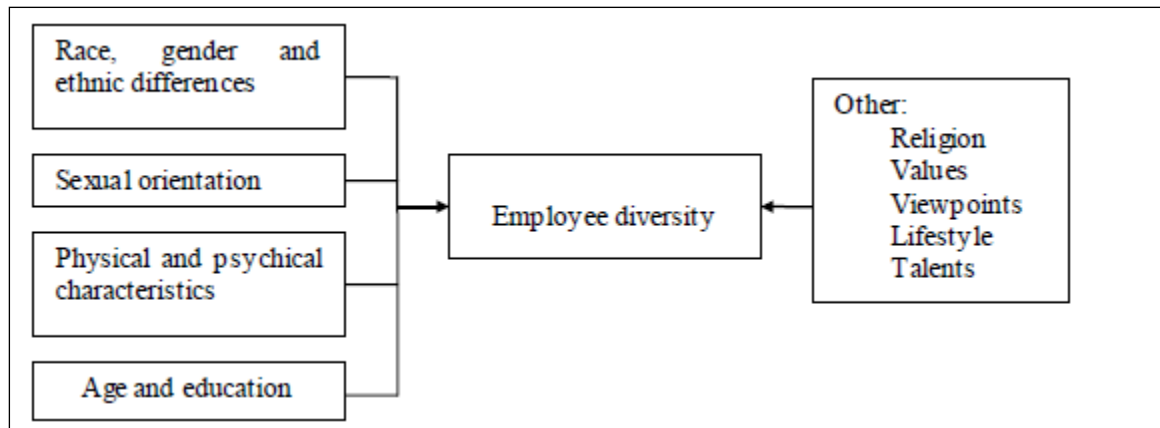 Race, gender and
ethnic differences
Sexual orientation
Physical and psychical
characteristics
Age and education
Employee diversity
Other:
Religion
Values
Viewpoints
Lifestyle
Talents